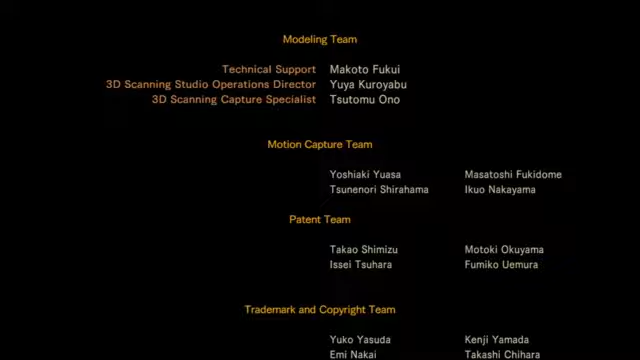 Modeling Team
Technical Support Makoto Fukui
3D Scanning Studio Operations Director Yuya Kuroyabu
3D Scanning Capture Specialist Tsutomu Ono
Motion Capture Team
Yoshiaki Yuasa Masatoshi Fukidome
Tsunenori Shirahama Ikuo Nakayama
Patent Team
Takao Shimizu Motoki Okuyama
Issei Tsuhara Fumiko Uemura
Trademark and Copyright Team
Yuko Yasuda Kenji Yamada
Emi Nakai Takashi Chihara